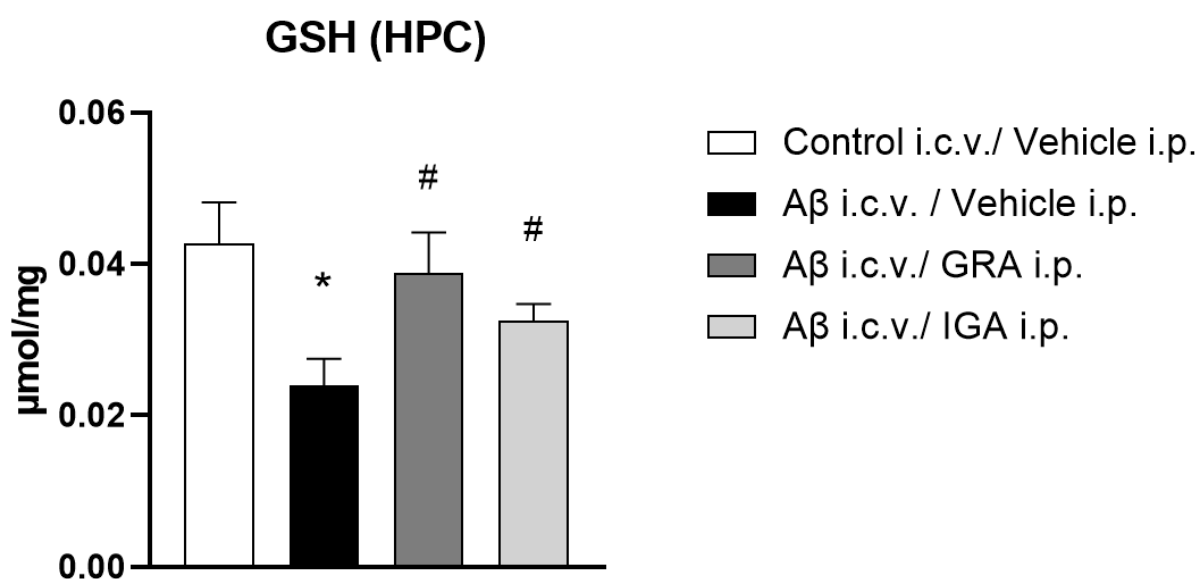 GSH (HPC)
0.06
0.04
0.02
0.00
µmol/mg
*
#
#
Control i.c.v./ Vehicle i.p.
Aβ i.c.v. / Vehicle i.p.
Aβ i.c.v./ GRA i.p.
Aβ i.c.v./ IGA i.p.